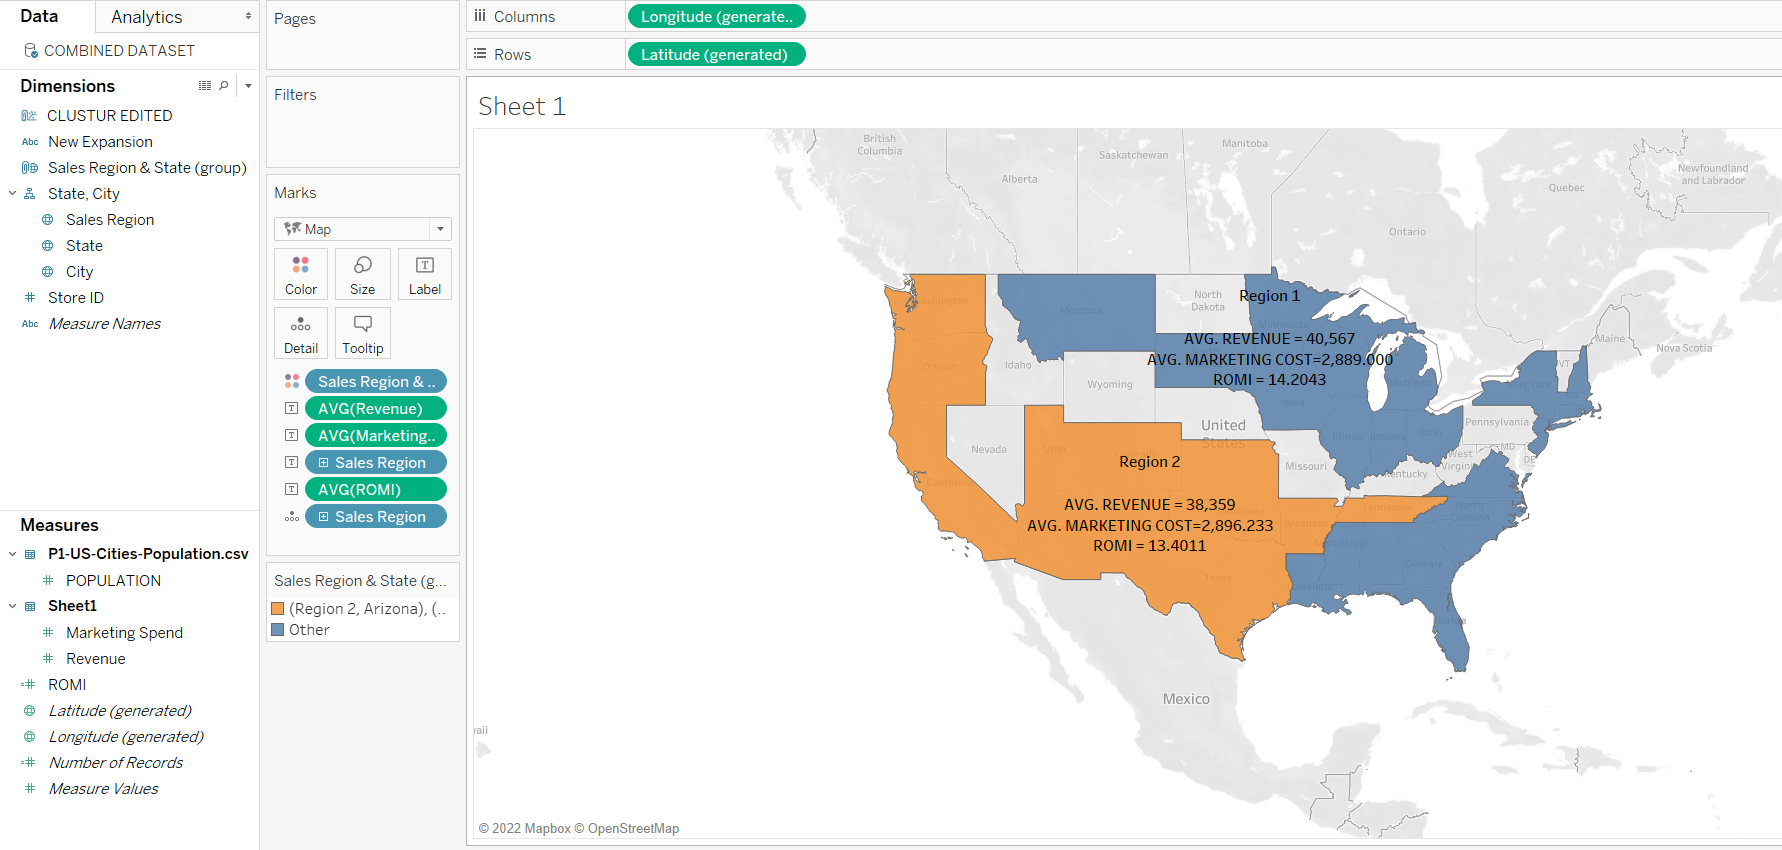 Data
Analytics
COMBINED DATASET
Dimensions
CLUSTUR EDITED
Abc New Expansion
Sales Region & State (group)
State, City
Sales Region
State
City
Store ID
Abc Measure Names
Measures
P1-US-Cities-Population.csv
POPULATION
Sheet1
Marketing Spend
Revenue
ROMI
Latitude (generated)
Longitude (generated)
Number of Records
Measure Values
Pages
Filters
Marks
Map
Color Size Label
Detail Tooltip
Sales Region & ..
AVG(Revenue)
AVG(Marketing..
Sales Region
AVG(ROMI)
Sales Region
Sales Region & State (g...
(Region 2, Arizona), (..
Other
Columns Longitude (generate..
Rows Latitude (generated)
Sheet 1
British
Columbia
Alberta
Saskatchewan
Manitoba
Ontario
Quebec
Newfoundland
and Labrador
Maine
Nova Scotia
Washington
Montana
North
Dakota
Region 1
Minnesota
AVG. REVENUE = 40,567
AVG. MARKETING COST=2,889.000
ROMI = 14.2043
Oregon
Idaho
Wyoming
Iowa
Michigan
New York
VT
Nevada
Utah
United
States
Illinois
Indiana
Ohio
Pennsylvania
MD
DE
West
Virginia
Missouri
Kentucky
California
Region 2
AVG. REVENUE = 38,359
AVG. MARKETING COST=2,896.233
ROMI = 13.4011
Arkansas
Tennessee
North
Carolina
Mississippi
Georgia
Texas
Louisiana
Florida
Mexico
aii
© 2022 Mapbox © OpenStreetMap